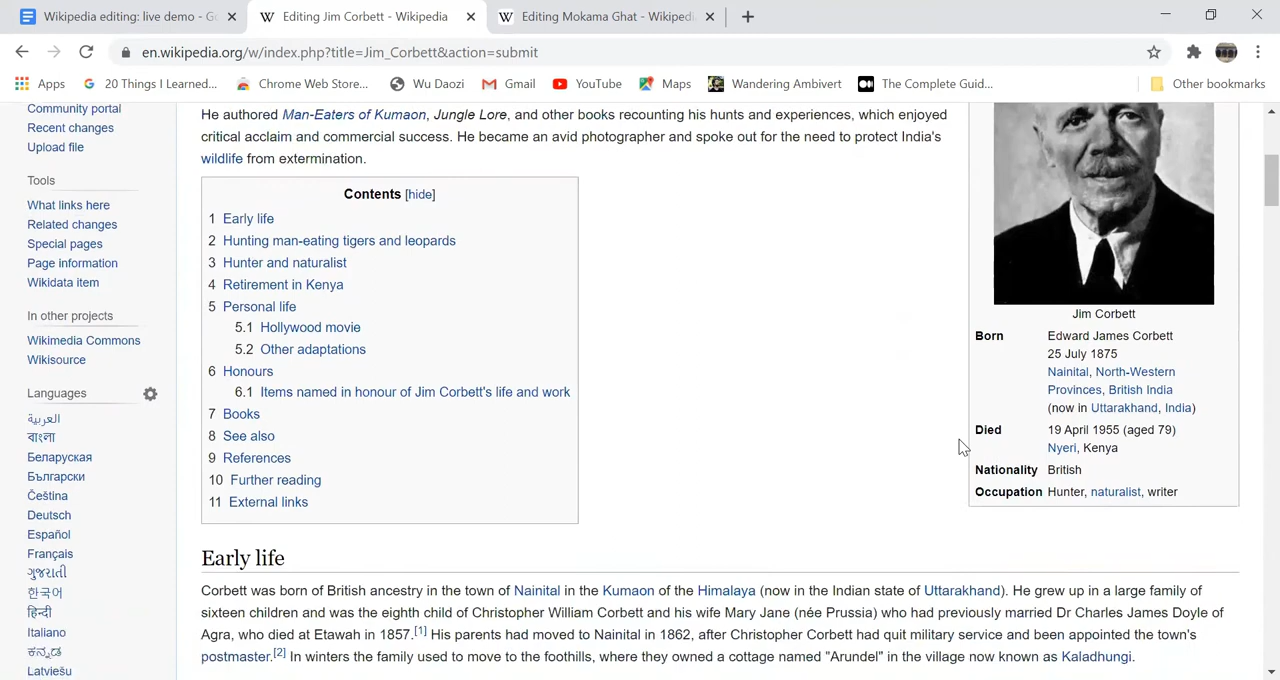 Wikipedia editing: live demo - Go
Editing Jim Corbett - Wikipedia
Editing Mokama Ghat - Wikipedi
en.wikipedia.org/w/index.php?title=Jim_Corbett&action=submit
Apps
20 Things I Learned...
Chrome Web Store...
Wu Daozi
Gmail
YouTube
Maps
Wandering Ambivert
The Complete Guid...
Other bookmarks
Community portal
Recent changes
Upload file
Tools
What links here
Related changes
Special pages
Page information
Wikidata item
In other projects
Wikimedia Commons
Wikisource
Languages
العربية
বাংলা
Беларуская
Български
Čeština
Deutsch
Español
Français
ગુજરાતી
한국어
हिन्दी
Italiano
ಕನ್ನಡ
Latviešu
He authored Man-Eaters of Kumaon, Jungle Lore, and other books recounting his hunts and experiences, which enjoyed
critical acclaim and commercial success. He became an avid photographer and spoke out for the need to protect India's
wildlife from extermination.
Contents [hide]
1 Early life
2 Hunting man-eating tigers and leopards
3 Hunter and naturalist
4 Retirement in Kenya
5 Personal life
5.1 Hollywood movie
5.2 Other adaptations
6 Honours
6.1 Items named in honour of Jim Corbett's life and work
7 Books
8 See also
9 References
10 Further reading
11 External links
Jim Corbett
Born Edward James Corbett
25 July 1875
Nainital, North-Western
Provinces, British India
(now in Uttarakhand, India)
Died 19 April 1955 (aged 79)
Nyeri, Kenya
Nationality British
Occupation Hunter, naturalist, writer
Early life
Corbett was born of British ancestry in the town of Nainital in the Kumaon of the Himalaya (now in the Indian state of Uttarakhand). He grew up in a large family of
sixteen children and was the eighth child of Christopher William Corbett and his wife Mary Jane (née Prussia) who had previously married Dr Charles James Doyle of
Agra, who died at Etawah in 1857.[1] His parents had moved to Nainital in 1862, after Christopher Corbett had quit military service and been appointed the town's
postmaster.[2] In winters the family used to move to the foothills, where they owned a cottage named "Arundel" in the village now known as Kaladhungi.